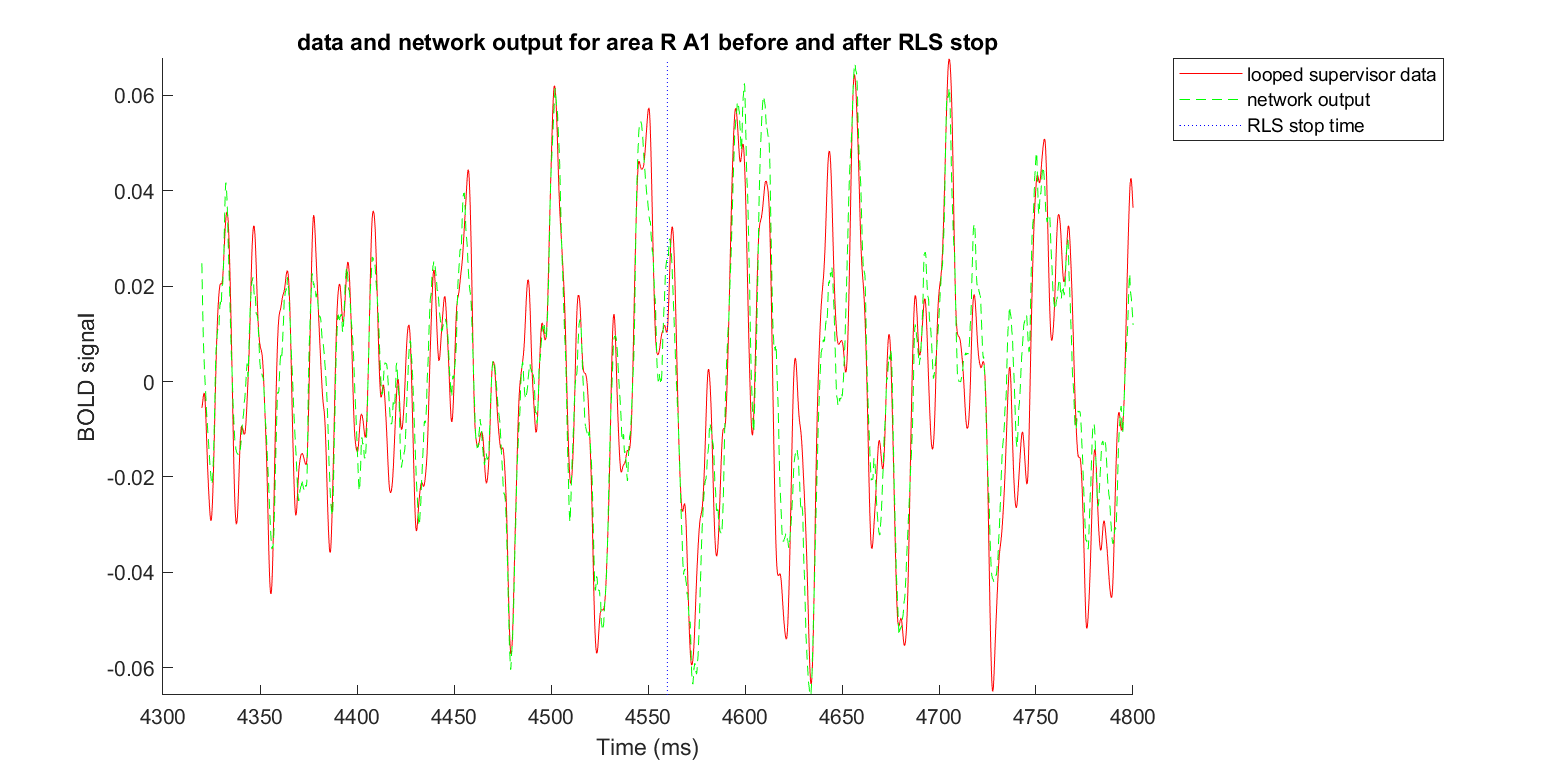 data and network output for area R A1 before and after RLS stop
looped supervisor data
network output
RLS stop time
BOLD signal
0.06
0.04
0.02
0
-0.02
-0.04
-0.06
4300 4350 4400 4450 4500 4550 4600 4650 4700 4750 4800
Time (ms)